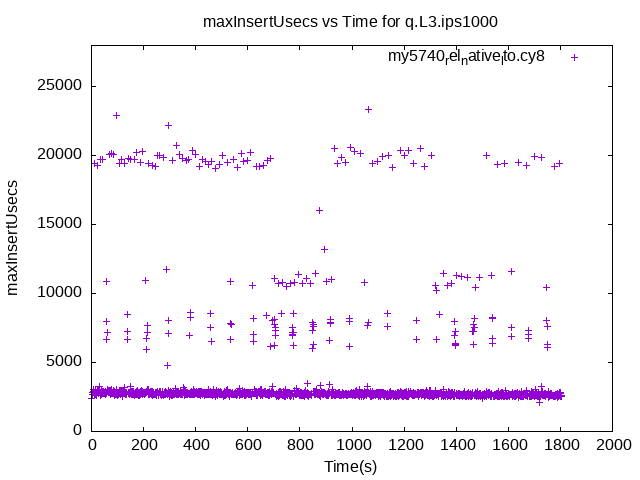 maxInsertUsecs vs Time for q.L3.ips1000
my5740relnativelto.cy8
25000
20000
15000
10000
5000
0
maxInsertUsecs
0 200 400 600 800 1000 1200 1400 1600 1800 2000
Time(s)